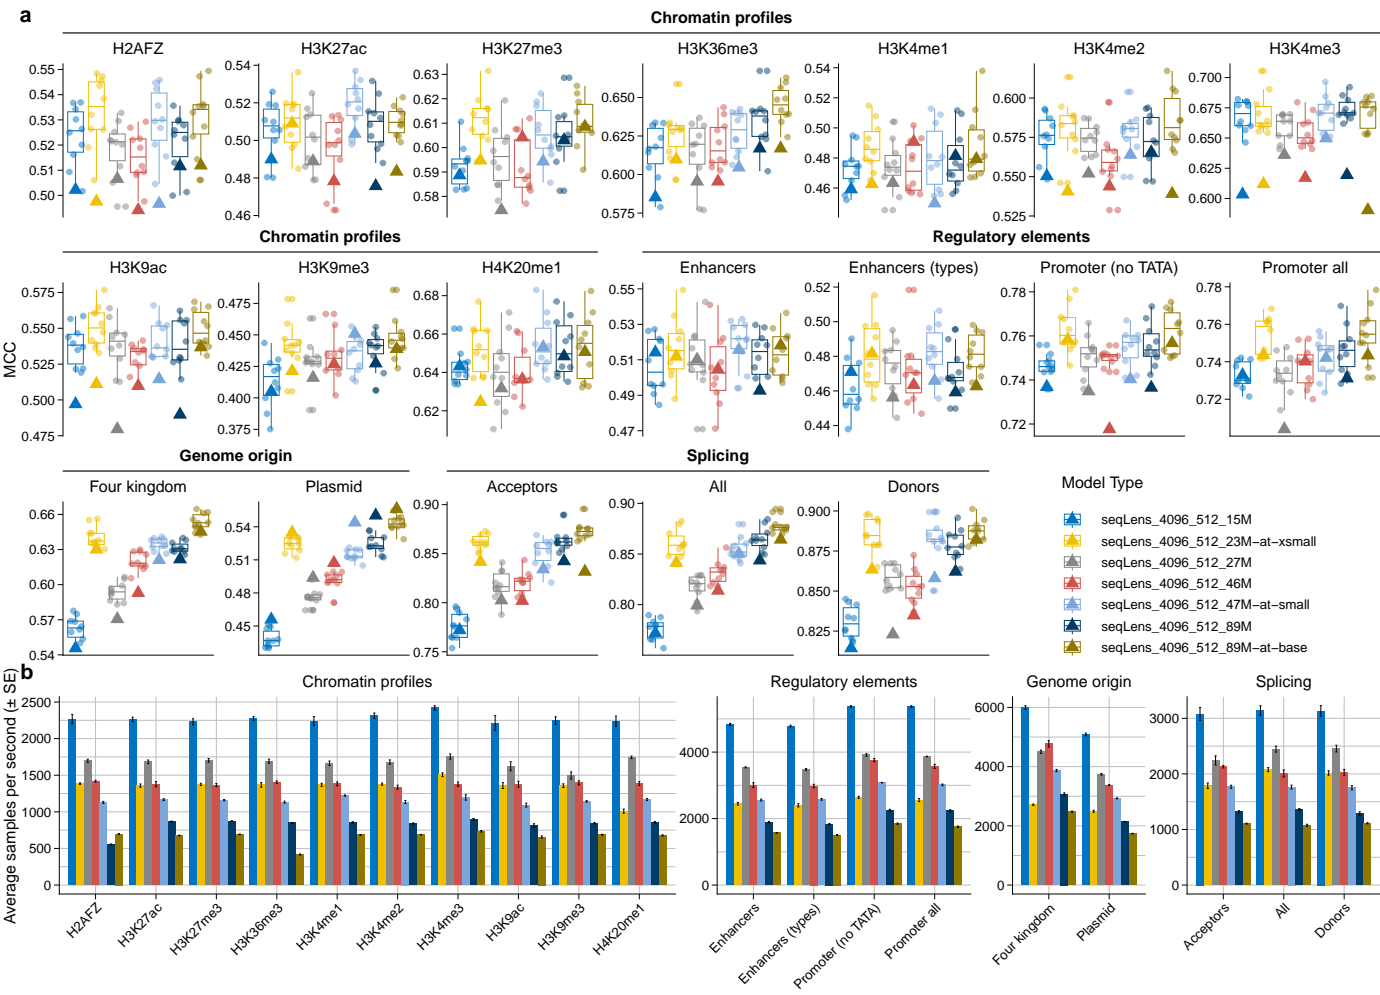 a
Chromatin profiles
H2AFZ
H3K27ac
H3K27me3
H3K36me3
H3K4me1
H3K4me2
H3K4me3
0.55
0.54
0.53
0.52
0.51
0.50
0.54
0.52
0.50
0.48
0.46
0.63
0.62
0.61
0.60
0.59
0.58
0.650
0.625
0.600
0.575
0.54
0.52
0.50
0.48
0.46
0.600
0.575
0.550
0.525
0.700
0.675
0.650
0.625
0.600
Chromatin profiles
Regulatory elements
H3K9ac
H3K9me3
H4K20me1
Enhancers
Enhancers (types)
Promoter (no TATA)
Promoter all
MCC
0.575
0.550
0.525
0.500
0.475
0.475
0.450
0.425
0.400
0.375
0.68
0.66
0.64
0.62
0.55
0.53
0.51
0.49
0.47
0.52
0.50
0.48
0.46
0.44
0.78
0.76
0.74
0.72
0.78
0.76
0.74
0.72
Genome origin
Splicing
Four kingdom
Plasmid
Acceptors
All
Donors
0.66
0.63
0.60
0.57
0.54
0.54
0.51
0.48
0.45
0.90
0.85
0.80
0.75
0.90
0.85
0.80
0.900
0.875
0.850
0.825
Model Type
seqLens_4096_512_15M
seqLens_4096_512_23M−at−xsmall
seqLens_4096_512_27M
seqLens_4096_512_46M
seqLens_4096_512_47M−at−small
seqLens_4096_512_89M
seqLens_4096_512_89M−at−base
b
Chromatin profiles
Regulatory elements
Genome origin
Splicing
Average samples per second (± SE)
2500
2000
1500
1000
500
0
4000
2000
0
6000
4000
2000
0
3000
2000
1000
0
H2AFZ
H3K27ac
H3K27me3
H3K36me3
H3K4me1
H3K4me2
H3K4me3
H3K9ac
H3K9me3
H4K20me1
Enhancers
Enhancers (types)
Promoter (no TATA)
Promoter all
Four kingdom
Plasmid
Acceptors
All
Donors